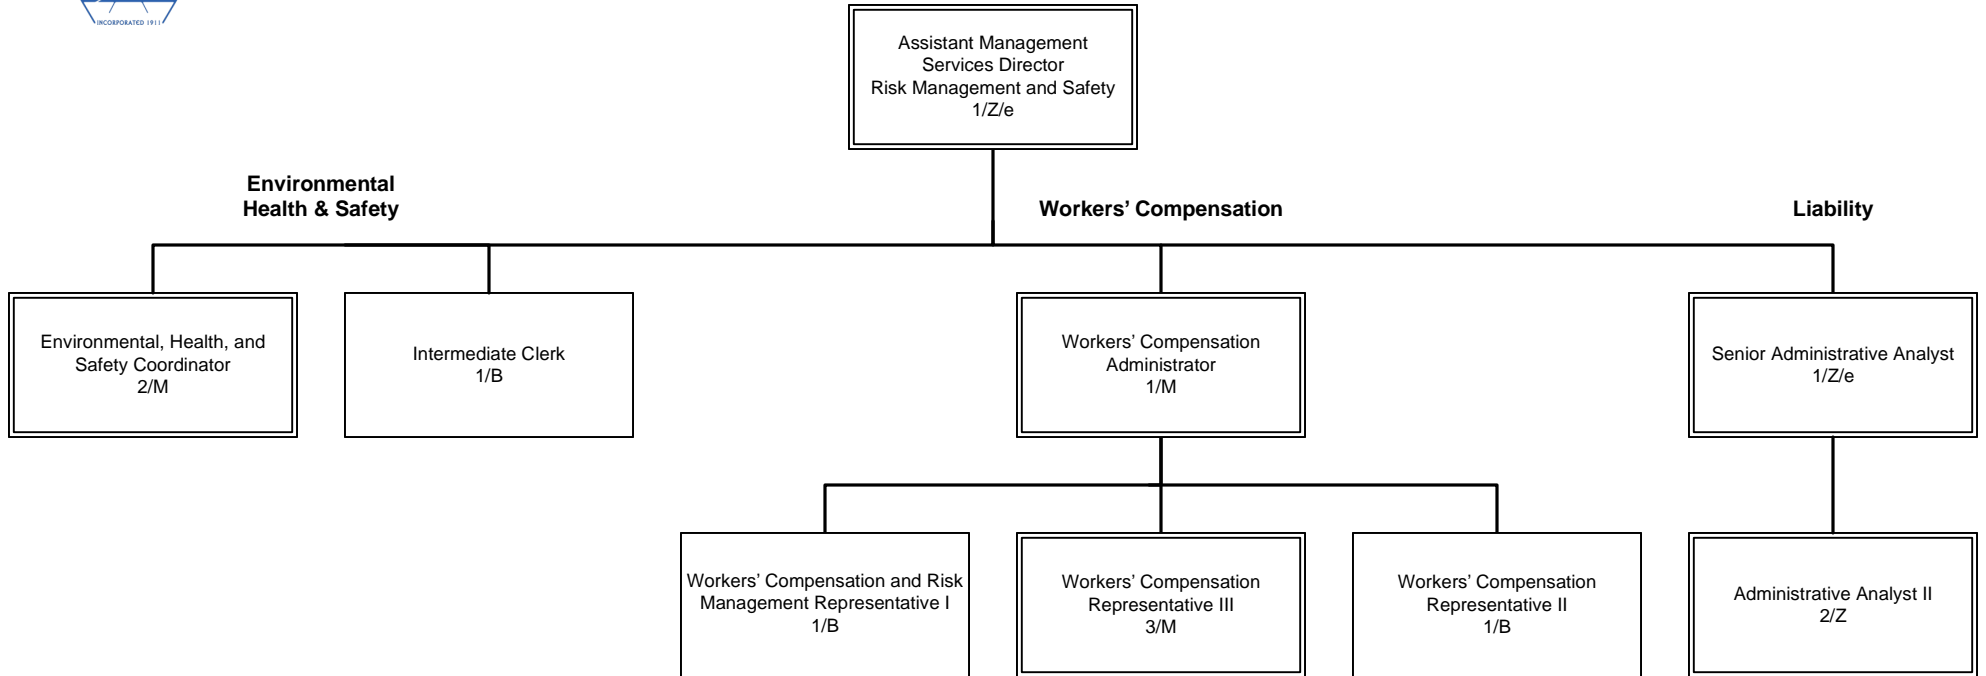 INCORPORATED 1911
Assistant Management
Services Director
Risk Management and Safety
1/Z/e
Environmental
Health & Safety
Workers’ Compensation
Liability
Environmental, Health, and
Safety Coordinator
2/M
Intermediate Clerk
1/B
Workers’ Compensation
Administrator
1/M
Senior Administrative Analyst
1/Z/e
Workers’ Compensation and Risk
Management Representative I
1/B
Workers’ Compensation
Representative III
3/M
Workers’ Compensation
Representative II
1/B
Administrative Analyst II
2/Z